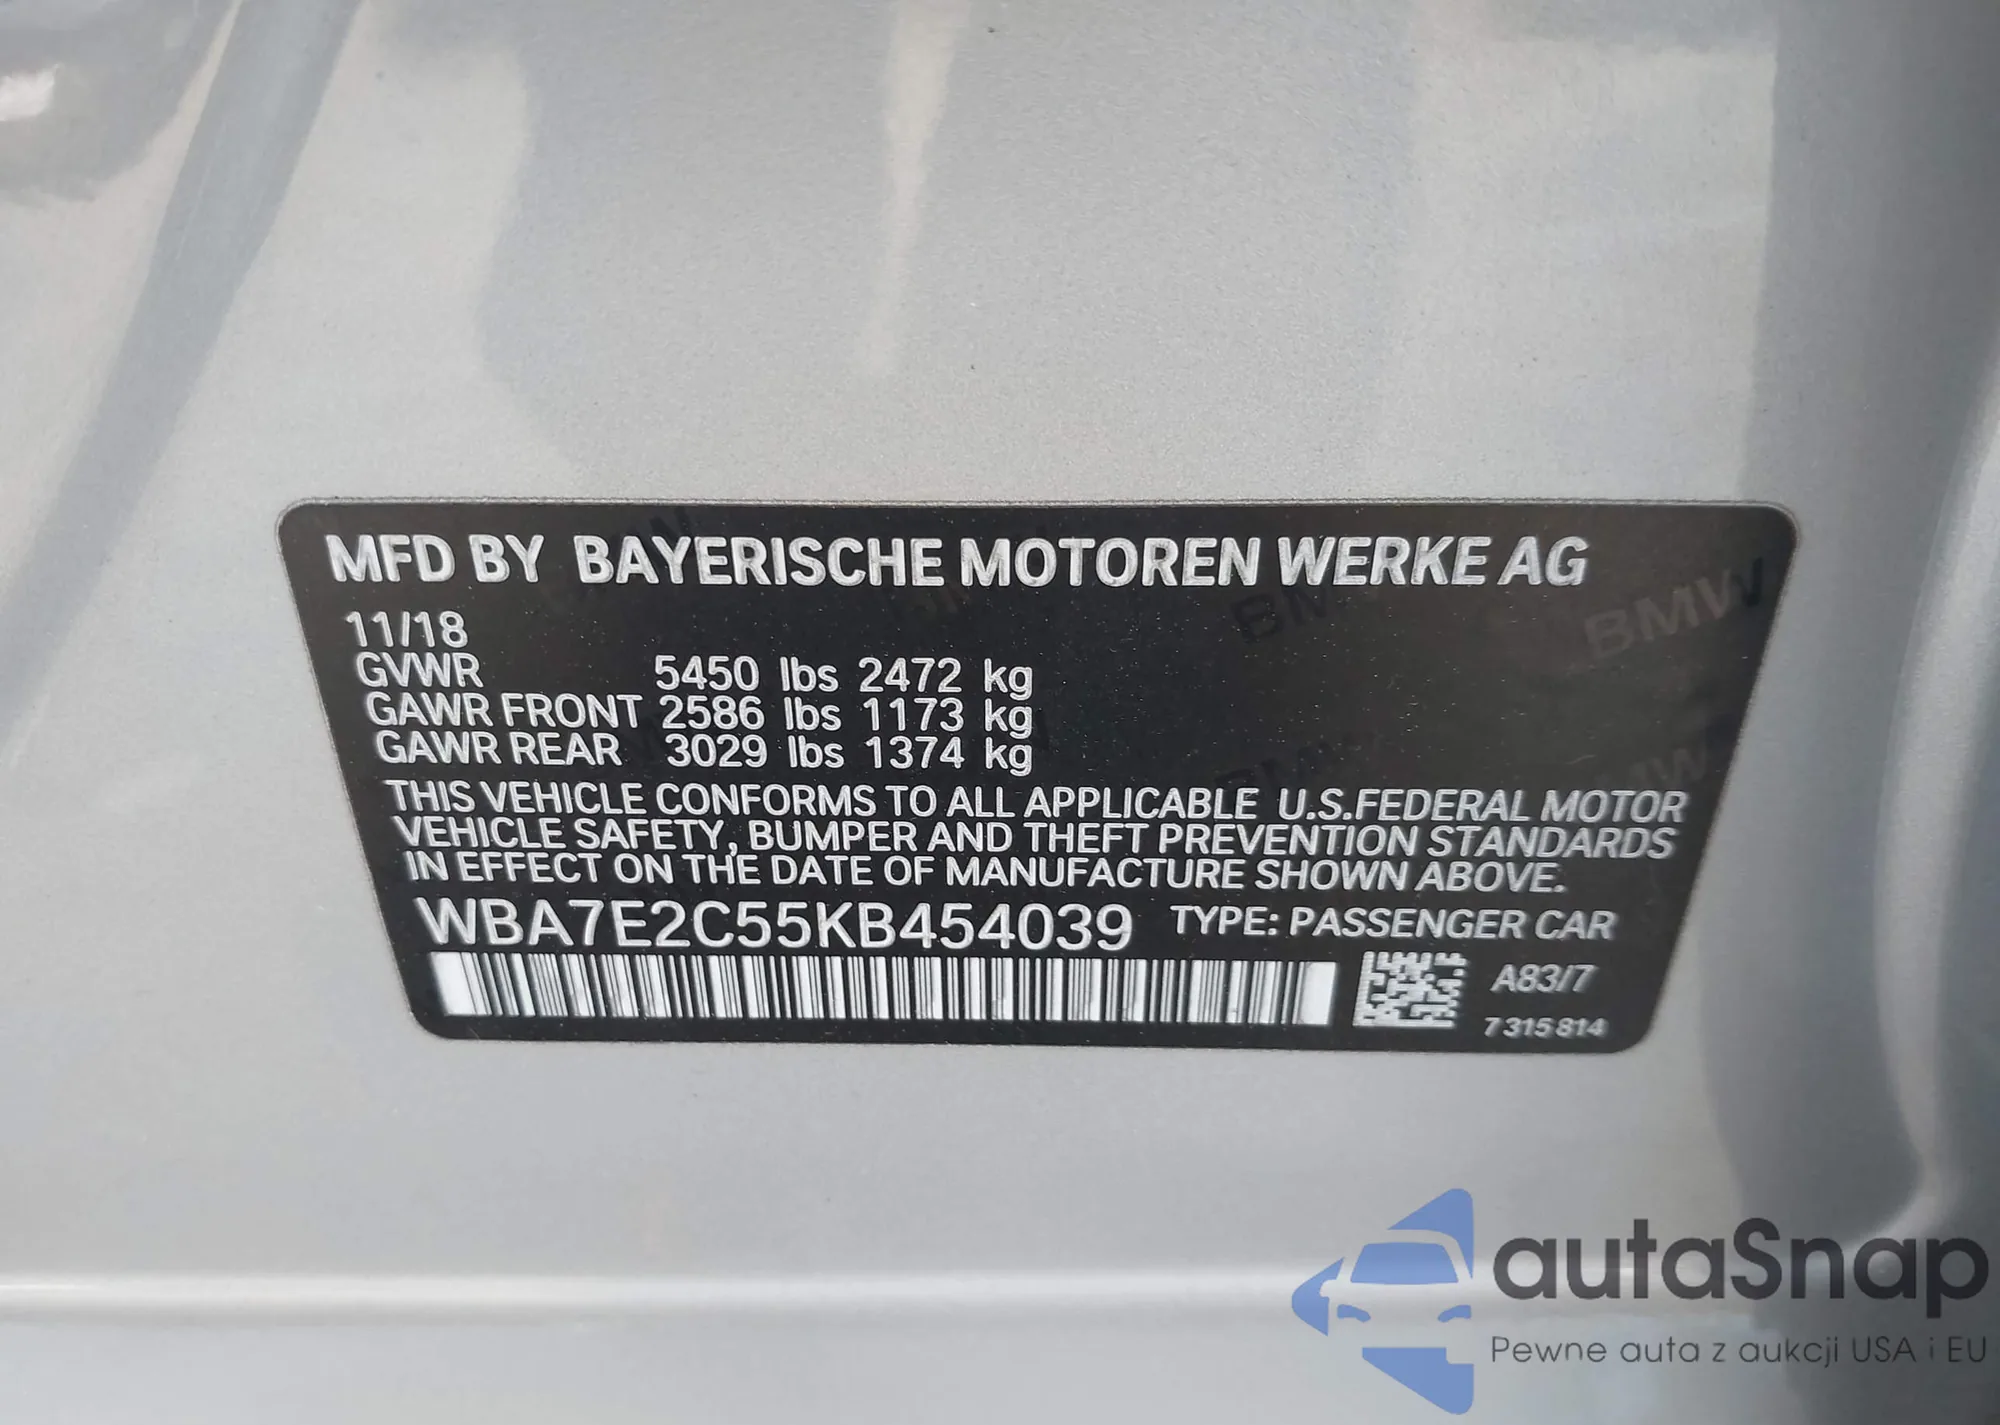 MFD BY BAYERISCHE MOTOREN WERKE AG
11/18
GVWR 5450 lbs 2472 kg
GAWR FRONT 2586 lbs 1173 kg
GAWR REAR 3029 lbs 1374 kg
THIS VEHICLE CONFORMS TO ALL APPLICABLE U.S.FEDERAL MOTOR
VEHICLE SAFETY, BUMPER AND THEFT PREVENTION STANDARDS
IN EFFECT ON THE DATE OF MANUFACTURE SHOWN ABOVE.
WBA7E2C55KB454039 TYPE: PASSENGER CAR
A83/7
7 315 814
autaSnap
Pewne auta z aukcji USA i EU